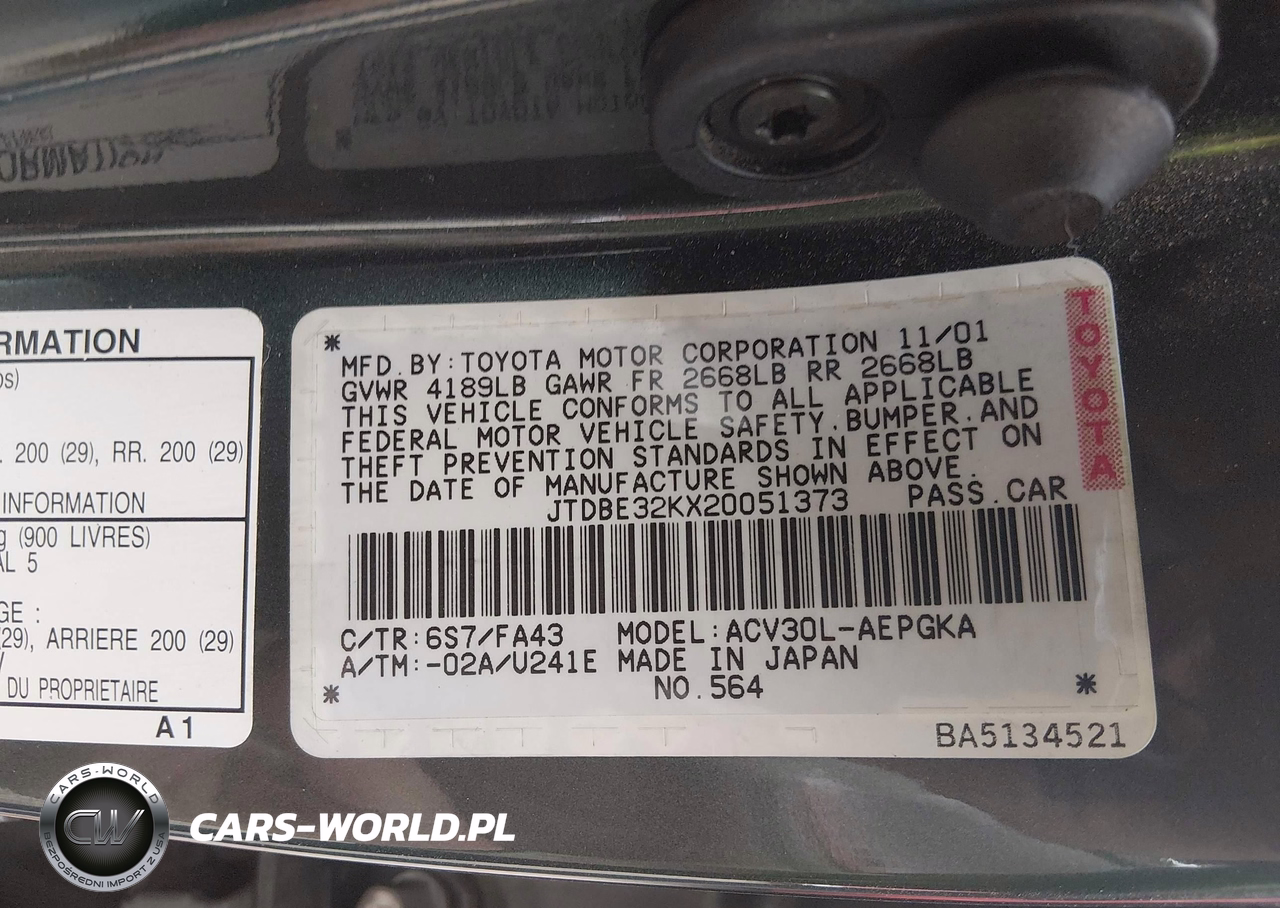 RMATION
. 200 (29), RR. 200 (29)
INFORMATION
(900 LIVRES)
AL 5
GE :
(29), ARRIERE 200 (29)
DU PROPRIETAIRE
A1
MFD.BY:TOYOTA MOTOR CORPORATION 11/01
GVWR 4189LB GAWR FR 2668LB RR 2668LB
THIS VEHICLE CONFORMS TO ALL APPLICABLE
FEDERAL MOTOR VEHICLE SAFETY,BUMPER,AND
THEFT PREVENTION STANDARDS IN EFFECT ON
THE DATE OF MANUFACTURE SHOWN ABOVE.
JTDBE32KX20051373 PASS.CAR
C/TR:6S7/FA43 MODEL:ACV30L-AEPGKA
A/TM:-02A/U241E MADE IN JAPAN
NO.564
BA5134521
TOYOTA
CARS-WORLD
CW
BEZPOŚREDNI IMPORT Z USA
CARS-WORLD.PL